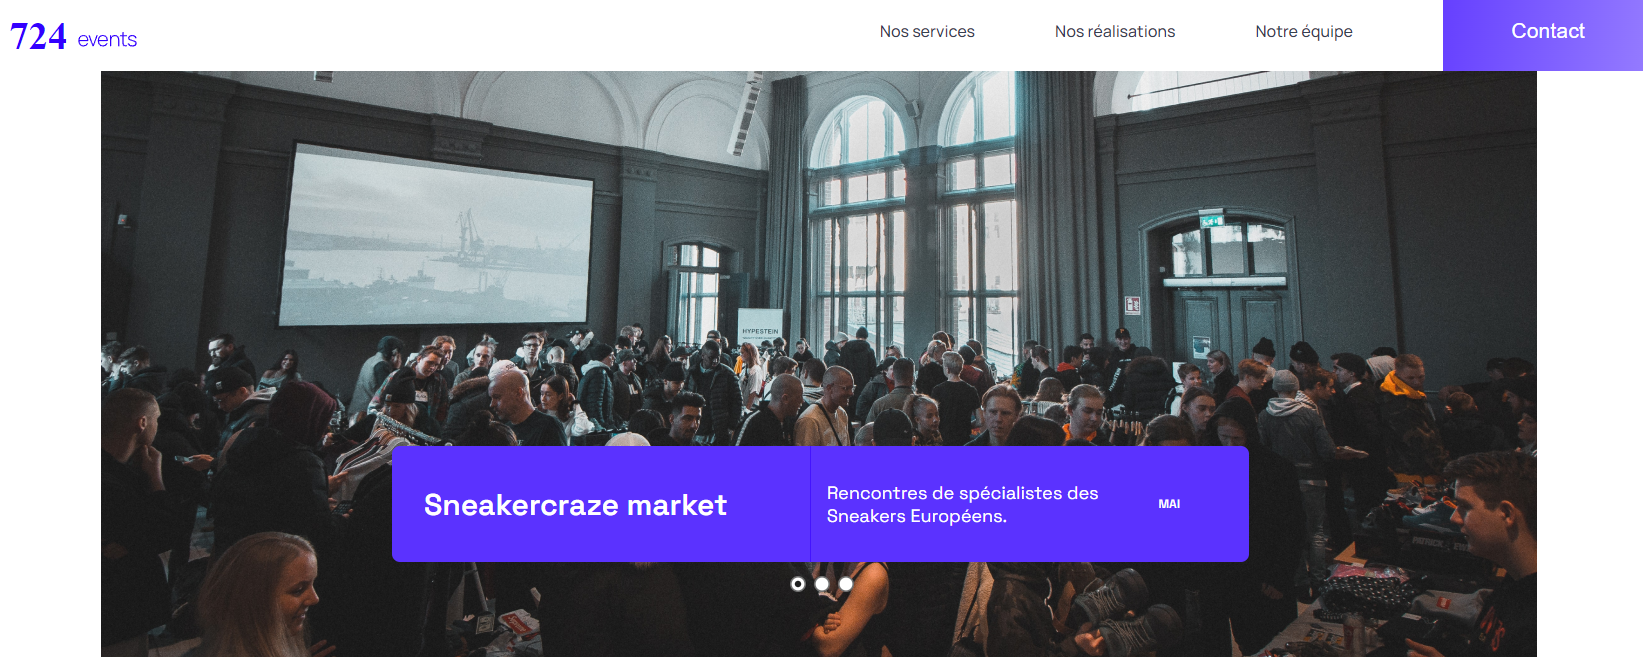 724 events
Nos services
Nos réalisations
Notre équipe
Contact
HYPESTEIN
Sneakercraze market
Rencontres de spécialistes des
Sneakers Européens.
MAI